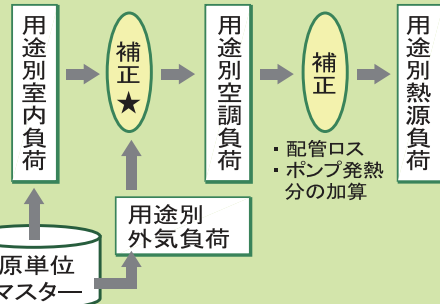 用途別室内負荷
補正★
用途別空調負荷
補正
用途別熱源負荷
・配管ロス
・ポンプ発熱
分の加算
用途別
外気負荷
原単位
マスター